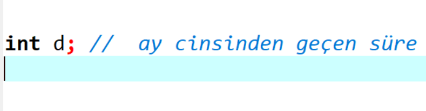 int d; // ay cinsinden geçen süre